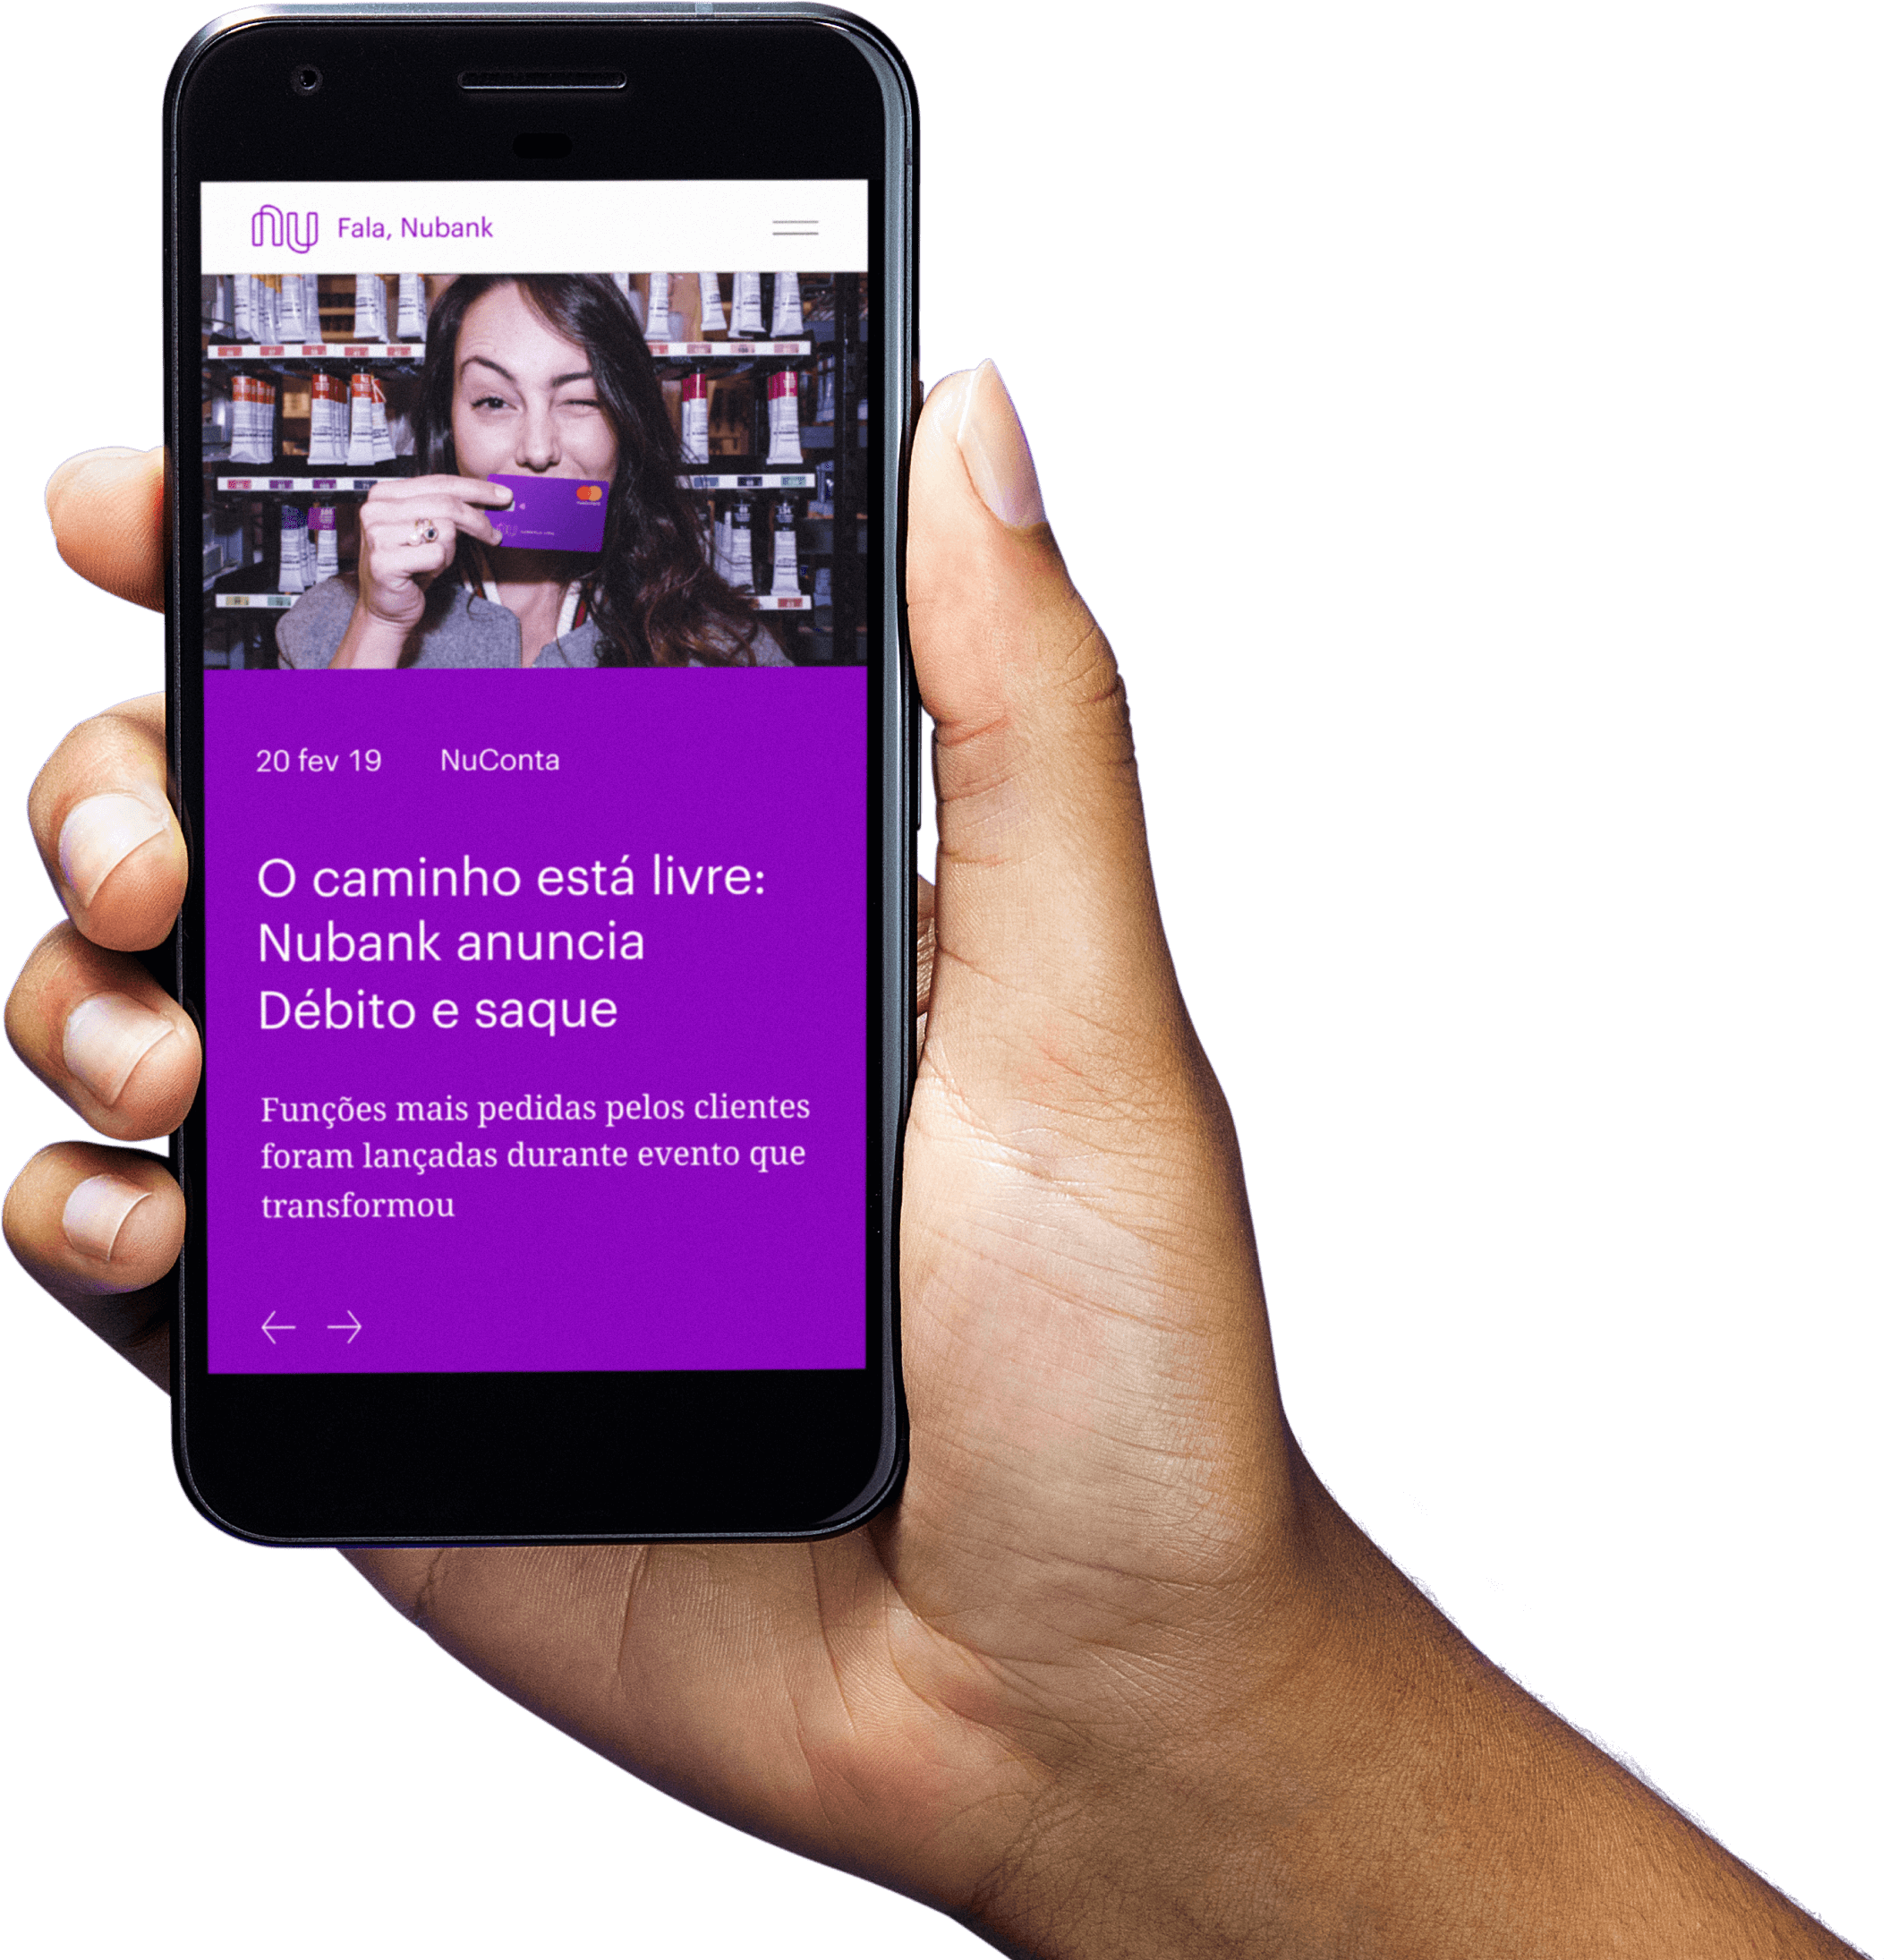 nu Fala, Nubank
20 fev 19 NuConta
O caminho está livre:
Nubank anuncia
Débito e saque
Funções mais pedidas pelos clientes
foram lançadas durante evento que
transformou